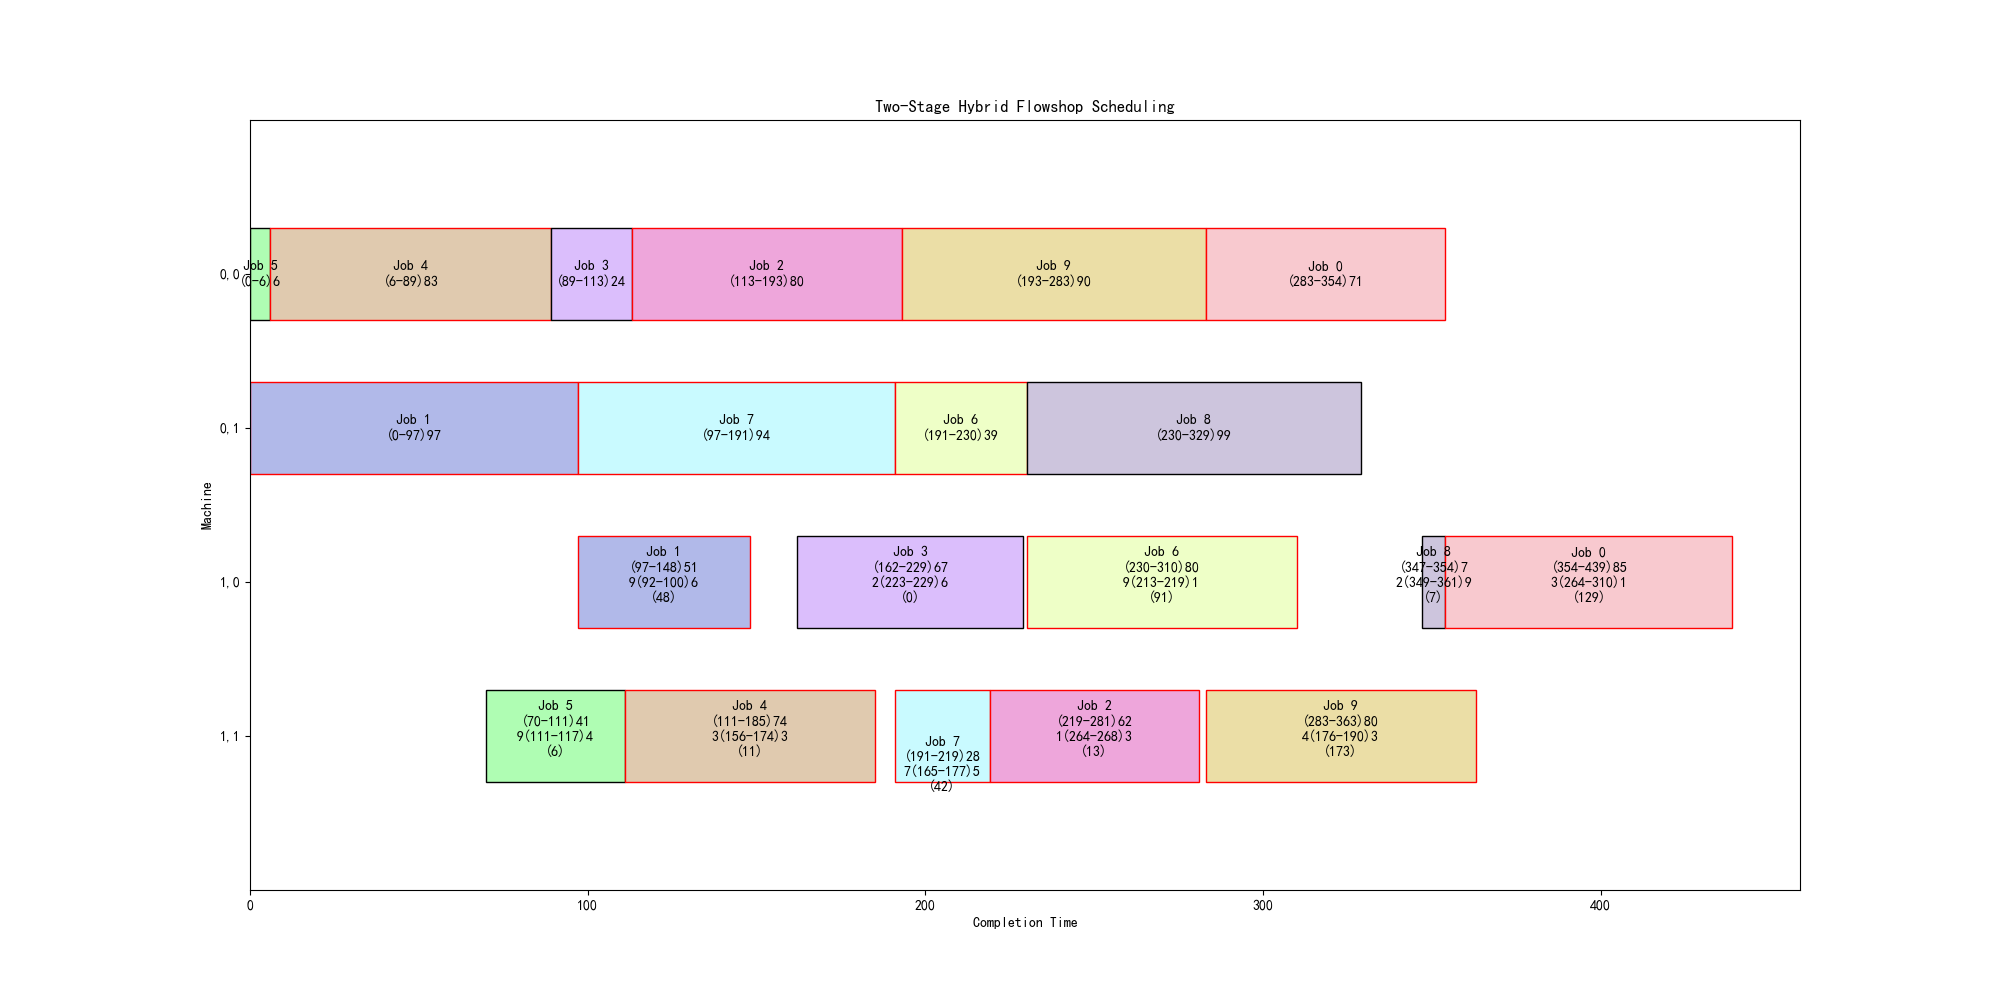 Two-Stage Hybrid Flowshop Scheduling
Machine
0,0
Job 5
(0-6)6
Job 4
(6-89)83
Job 3
(89-113)24
Job 2
(113-193)80
Job 9
(193-283)90
Job 0
(283-354)71
0,1
Job 1
(0-97)97
Job 7
(97-191)94
Job 6
(191-230)39
Job 8
(230-329)99
1,0
Job 1
(97-148)51
9(92-100)6
(48)
Job 3
(162-229)67
2(223-229)6
(0)
Job 6
(230-310)80
9(213-219)1
(91)
Job 8
(347-354)7
2(349-361)9
(7)
Job 0
(354-439)85
3(264-310)1
(129)
1,1
Job 5
(70-111)41
9(111-117)4
(6)
Job 4
(111-185)74
3(156-174)3
(11)
Job 7
(191-219)28
7(165-177)5
(42)
Job 2
(219-281)62
1(264-268)3
(13)
Job 9
(283-363)80
4(176-190)3
(173)
0
100
200
300
400
Completion Time